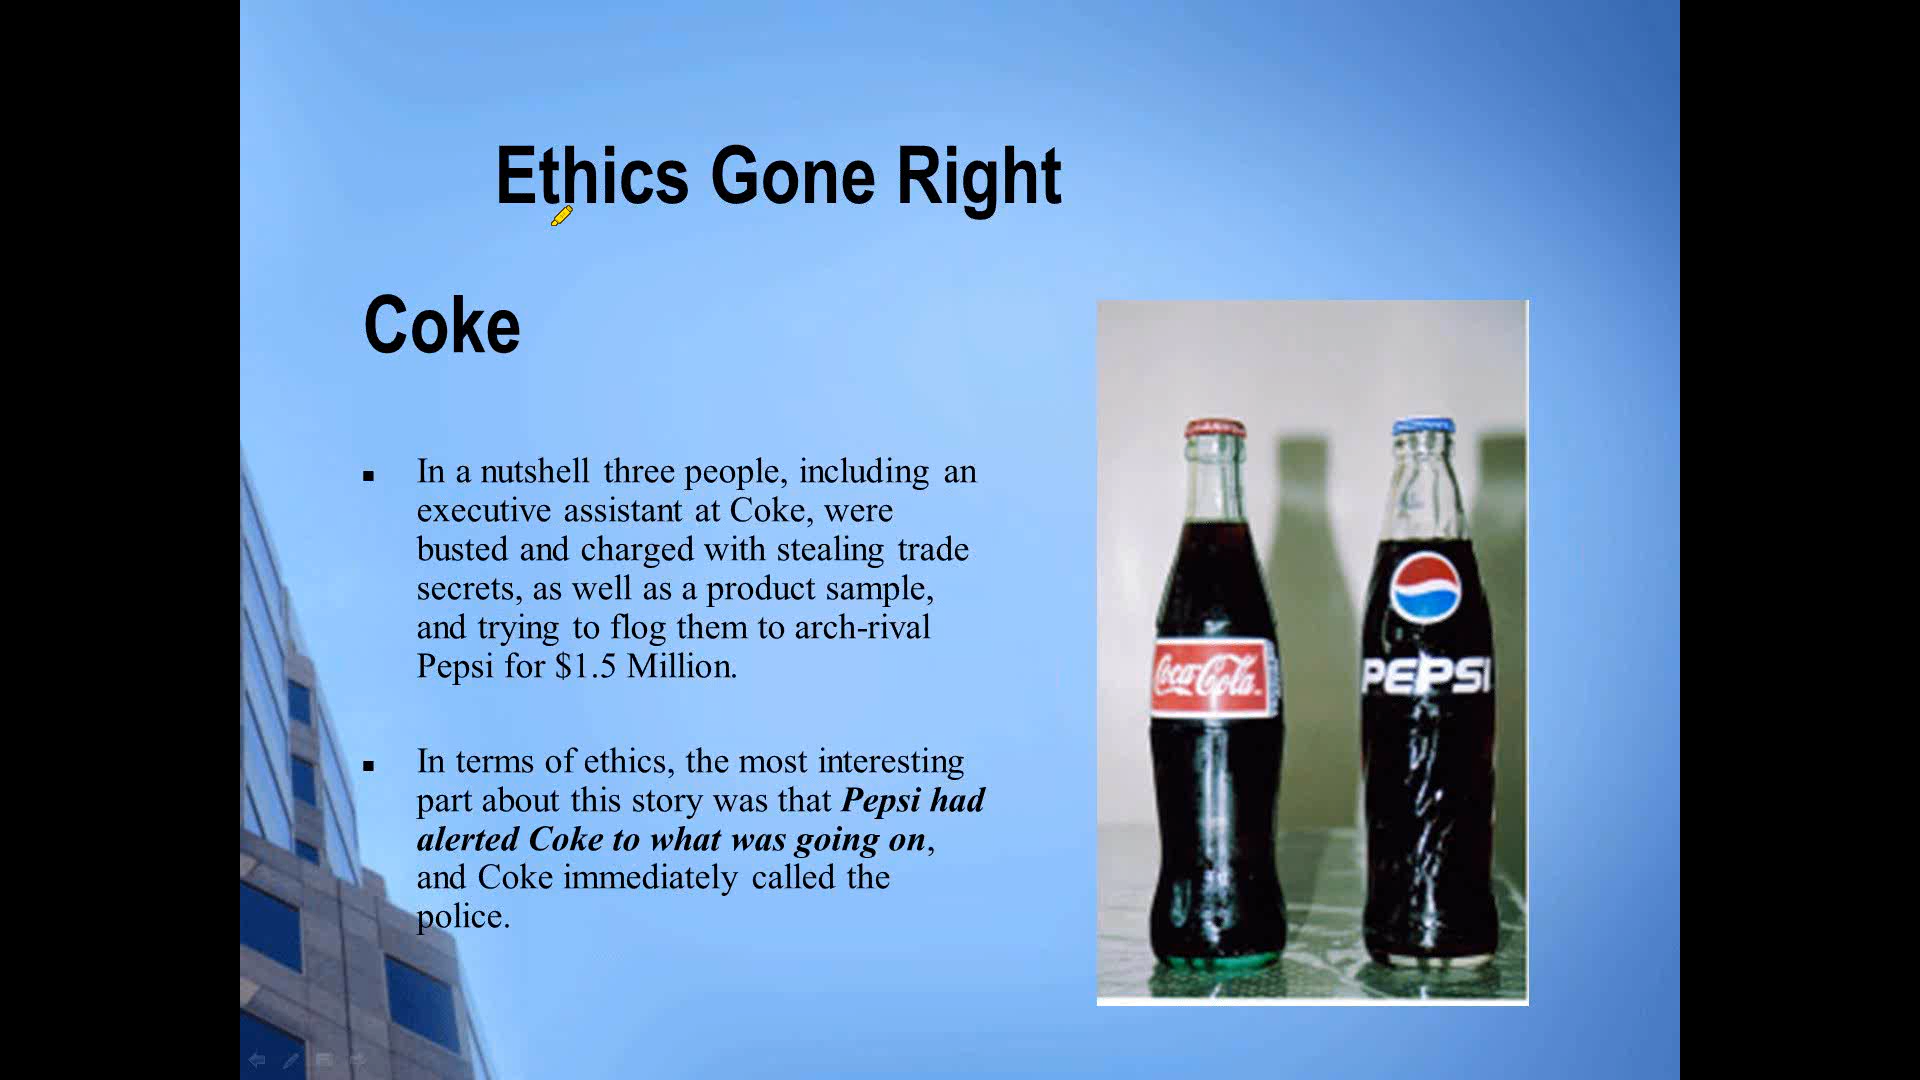 Ethics Gone Right
Coke
In a nutshell three people, including an
executive assistant at Coke, were
busted and charged with stealing trade
secrets, as well as a product sample,
and trying to flog them to arch-rival
Pepsi for $1.5 Million.
In terms of ethics, the most interesting
part about this story was that Pepsi had
alerted Coke to what was going on,
and Coke immediately called the
police.
Coca-Cola
PEPSI